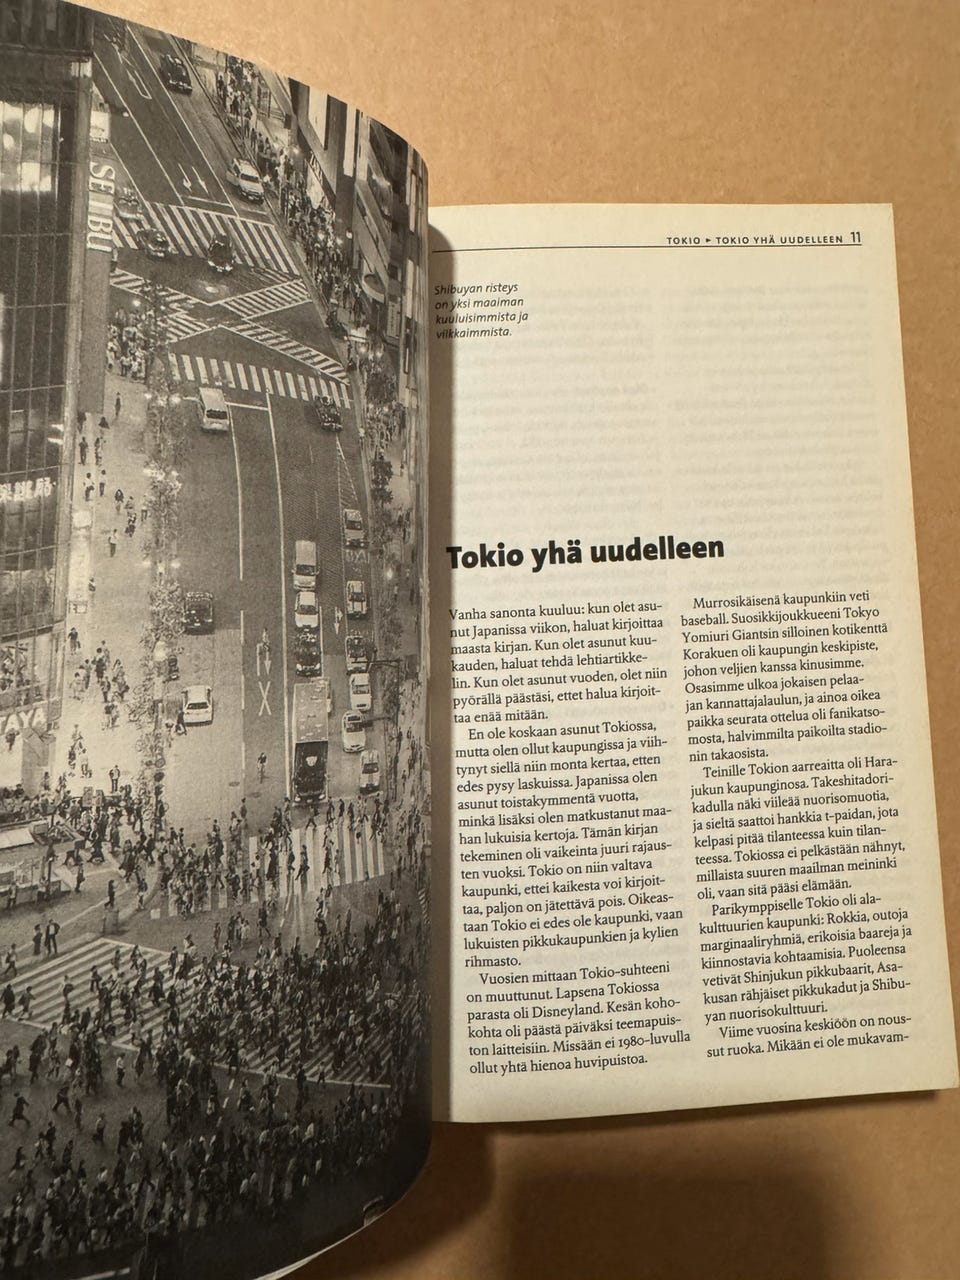 SEIBU
TOKIO ▸ TOKIO YHÄ UUDELLEEN 11
Shibuyan risteys
on yksi maaiman
kuuluisimmista ja
vilkkaimmista.
Tokio yhä uudelleen
Vanha sanonta kuuluu: kun olet asu-
nut Japanissa viikon, haluat kirjoittaa
maasta kirjan. Kun olet asunut kuu-
kauden, haluat tehdä lehtiartikke-
lin. Kun olet asunut vuoden, olet niin
pyörällä päästäsi, ettet halua kirjoit-
taa enää mitään.
En ole koskaan asunut Tokiossa,
mutta olen ollut kaupungissa ja viih-
tynyt siellä niin monta kertaa, etten
edes pysy laskuissa. Japanissa olen
asunut toistakymmentä vuotta,
minkä lisäksi olen matkustanut maa-
han lukuisia kertoja. Tämän kirjan
tekeminen oli vaikeinta juuri rajaus-
ten vuoksi. Tokio on niin valtava
kaupunki, ettei kaikesta voi kirjoit-
taa, paljon on jätettävä pois. Oikeas-
taan Tokio ei edes ole kaupunki, vaan
lukuisten pikkukaupunkien ja kylien
rihmasto.
Vuosien mittaan Tokio-suhteeni
on muuttunut. Lapsena Tokiossa
parasta oli Disneyland. Kesän koho-
kohta oli päästä päiväksi teemapuis-
ton laitteisiin. Missään ei 1980-luvulla
ollut yhtä hienoa huvipuistoa.
Murrosikäisenä kaupunkiin veti
baseball. Suosikkijoukkueeni Tokyo
Yomiuri Giantsin silloinen kotikenttä
Korakuen oli kaupungin keskipiste,
johon veljien kanssa kinusimme.
Osasimme ulkoa jokaisen pelaa-
jan kannattajalaulun, ja ainoa oikea
paikka seurata ottelua oli fanikatso-
mosta, halvimmilta paikoilta stadio-
nin takaosista.
Teinille Tokion aarreaitta oli Hara-
jukun kaupunginosa. Takeshitadori-
kadulla näki viileää nuorisomuotia,
ja sieltä saattoi hankkia t-paidan, jota
kelpasi pitää tilanteessa kuin tilan-
teessa. Tokiossa ei pelkästään nähnyt,
millaista suuren maailman meininki
oli, vaan sitä pääsi elämään.
Parikymppiselle Tokio oli ala-
kulttuurien kaupunki: Rokkia, outoja
marginaaliryhmiä, erikoisia baareja ja
kiinnostavia kohtaamisia. Puoleensa
vetivät Shinjukun pikkubaarit, Asa-
kusan rähjäiset pikkukadut ja Shibu-
yan nuorisokulttuuri.
Viime vuosina keskiöön on nous-
sut ruoka. Mikään ei ole mukavam-